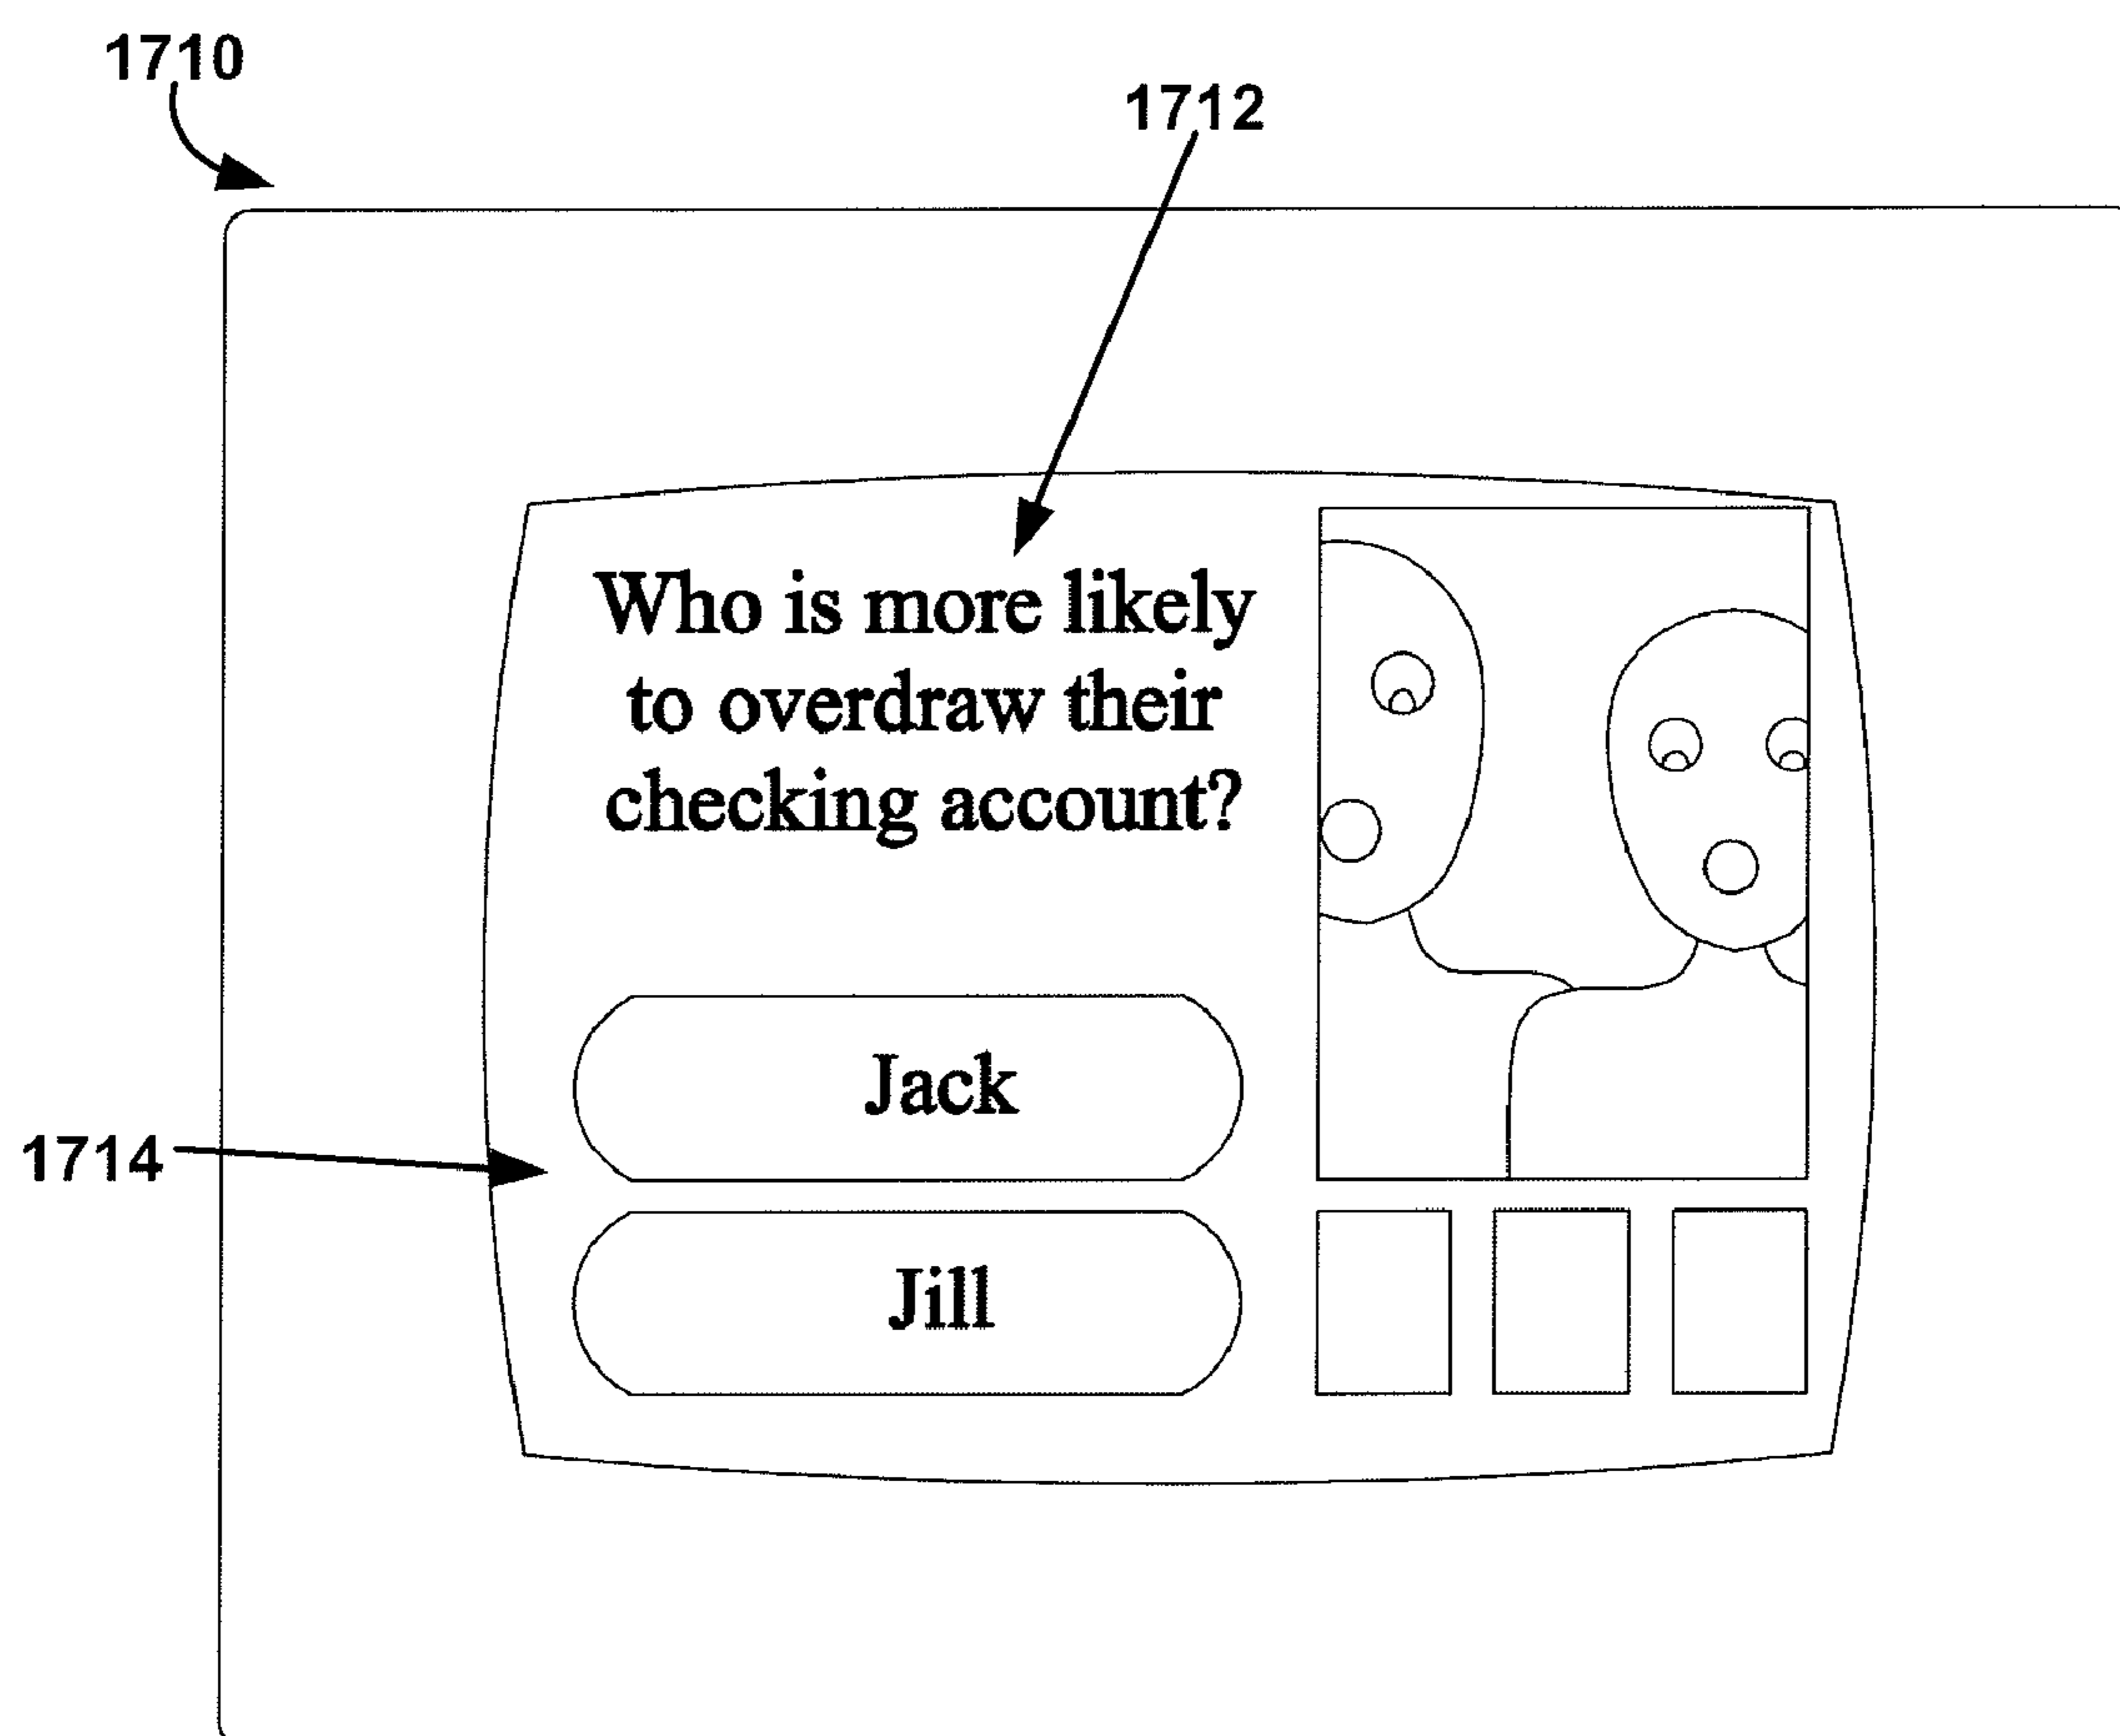 1710
1712
Who is more likely
to overdraw their
checking account?
Jack
1714
Jill